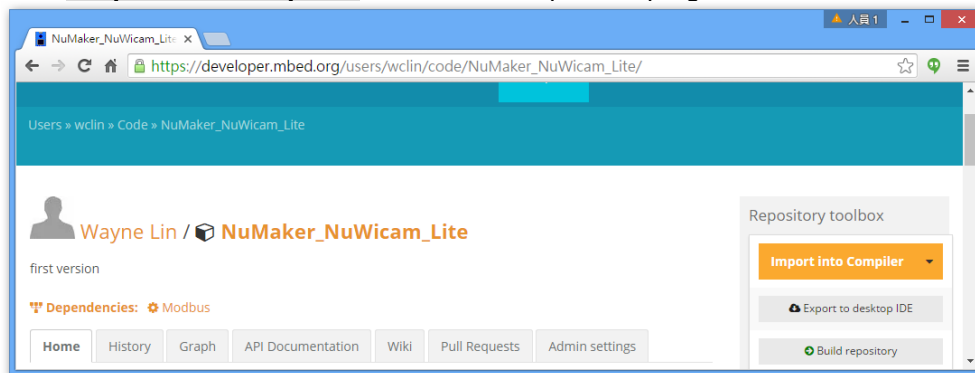 人員 1
NuMaker_NuWicam_Lite
https://developer.mbed.org/users/wclin/code/NuMaker_NuWicam_Lite/
Users » wclin » Code » NuMaker_NuWicam_Lite
Wayne Lin / NuMaker_NuWicam_Lite
first version
Dependencies: Modbus
Home History Graph API Documentation Wiki Pull Requests Admin settings
Repository toolbox
Import into Compiler
Export to desktop IDE
Build repository